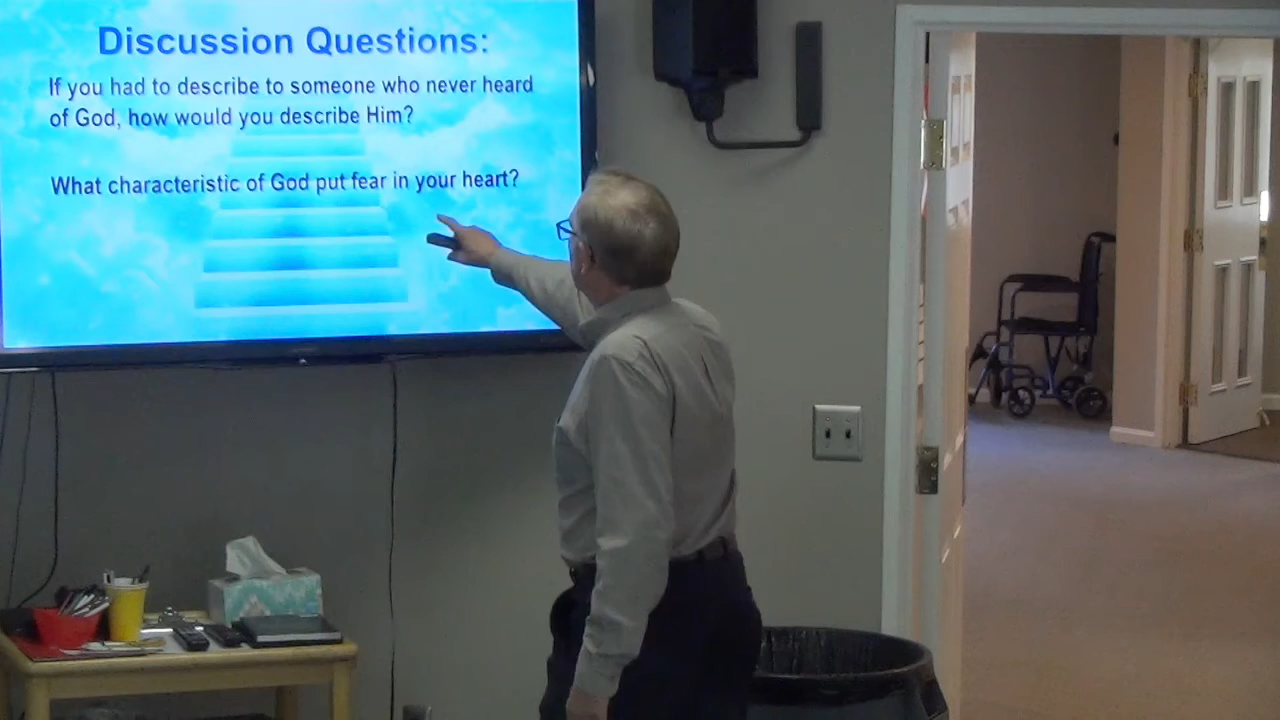 Discussion Questions:
If you had to describe to someone who never heard
of God, how would you describe Him?
What characteristic of God put fear in your heart?